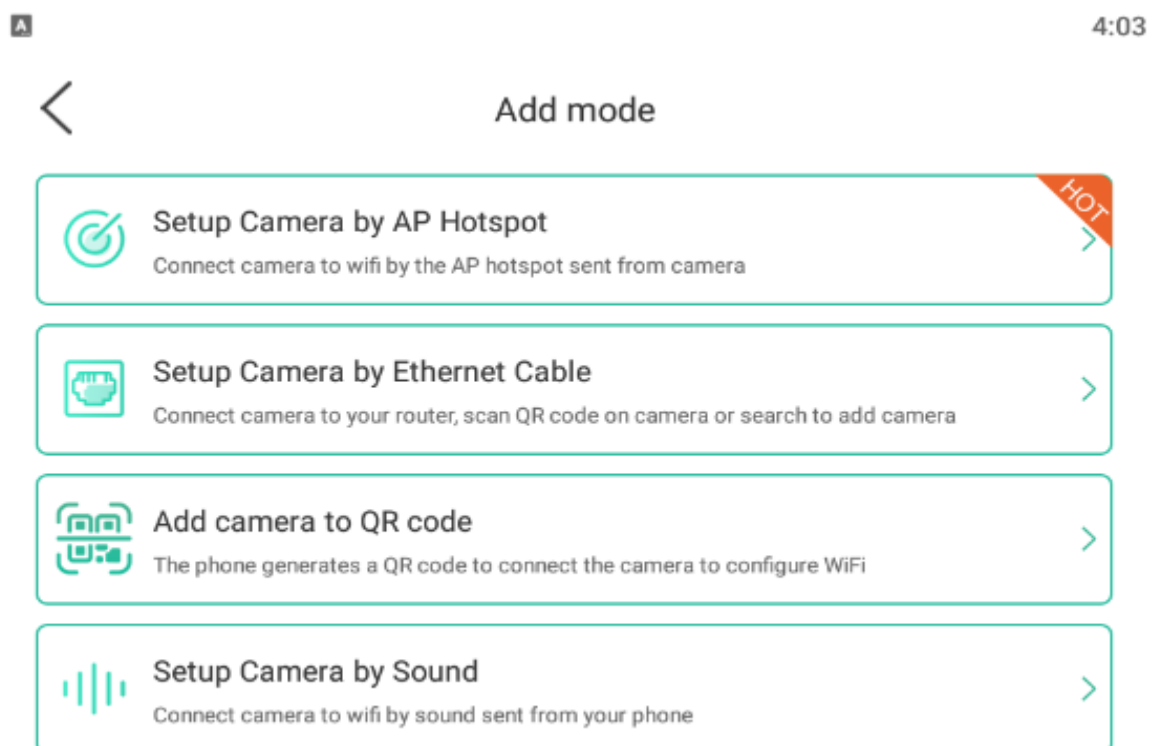 A
4:03
Add mode
HOT
Setup Camera by AP Hotspot
Connect camera to wifi by the AP hotspot sent from camera
Setup Camera by Ethernet Cable
Connect camera to your router, scan QR code on camera or search to add camera
Add camera to QR code
The phone generates a QR code to connect the camera to configure WiFi
Setup Camera by Sound
Connect camera to wifi by sound sent from your phone